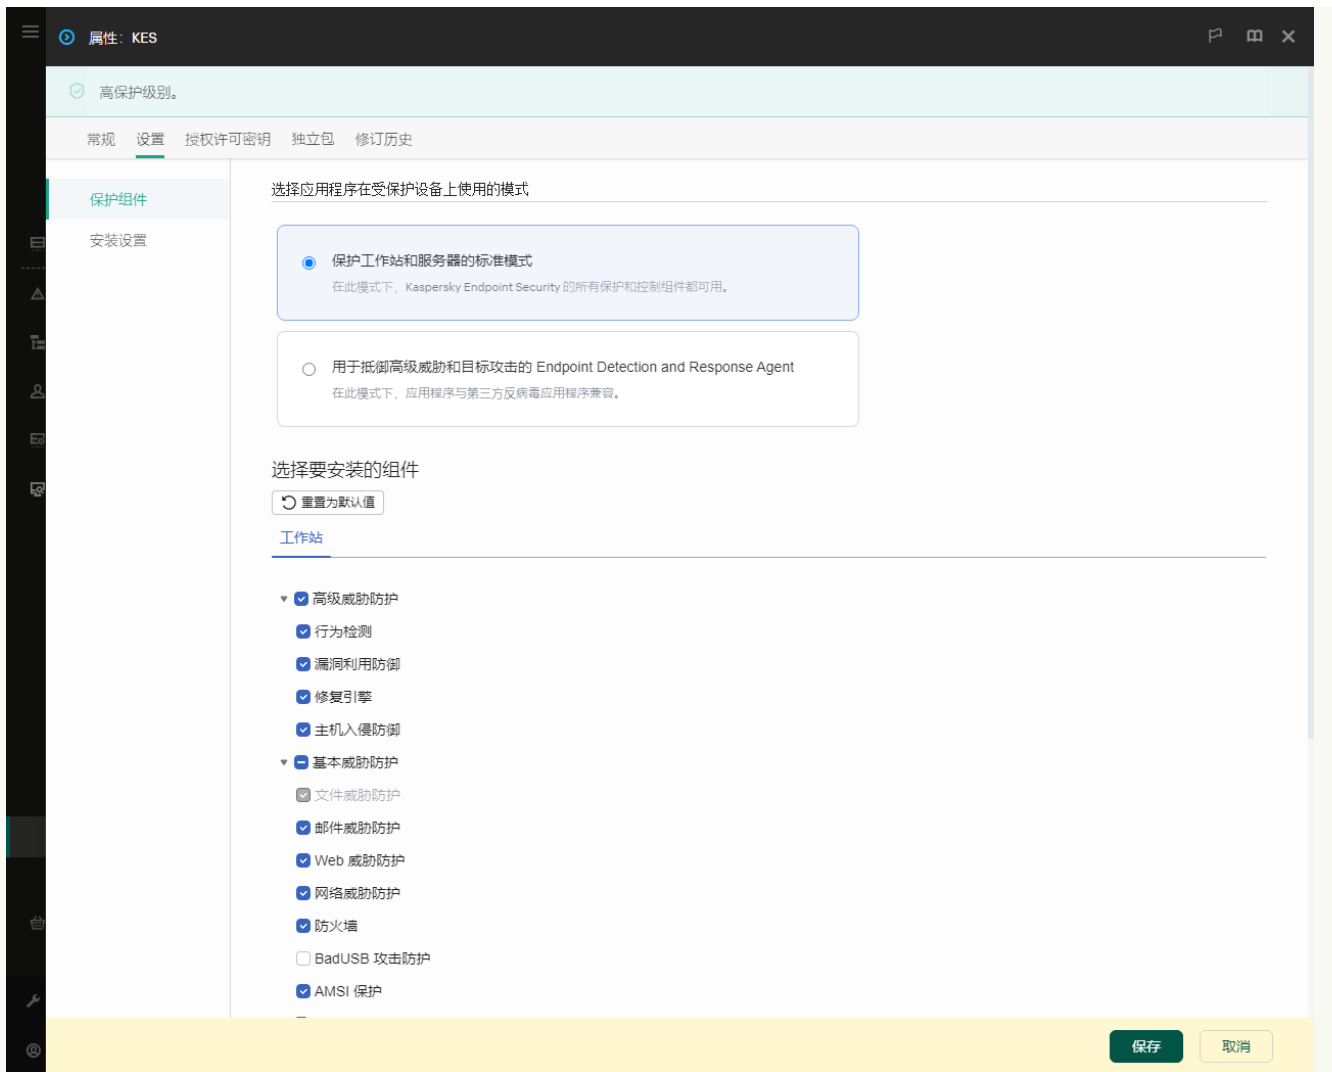 属性：KES
高保护级别。
常规 设置 授权许可密钥 独立包 修订历史
保护组件
安装设置
选择应用程序在受保护设备上使用的模式
保护工作站和服务器的标准模式
在此模式下，Kaspersky Endpoint Security 的所有保护和控制组件都可用。
用于抵御高级威胁和目标攻击的 Endpoint Detection and Response Agent
在此模式下，应用程序与第三方反病毒应用程序兼容。
选择要安装的组件
重置为默认值
工作站
高级威胁防护
行为检测
漏洞利用防御
修复引擎
主机入侵防御
基本威胁防护
文件威胁防护
邮件威胁防护
Web 威胁防护
网络威胁防护
防火墙
BadUSB 攻击防护
AMSI 保护
保存 取消